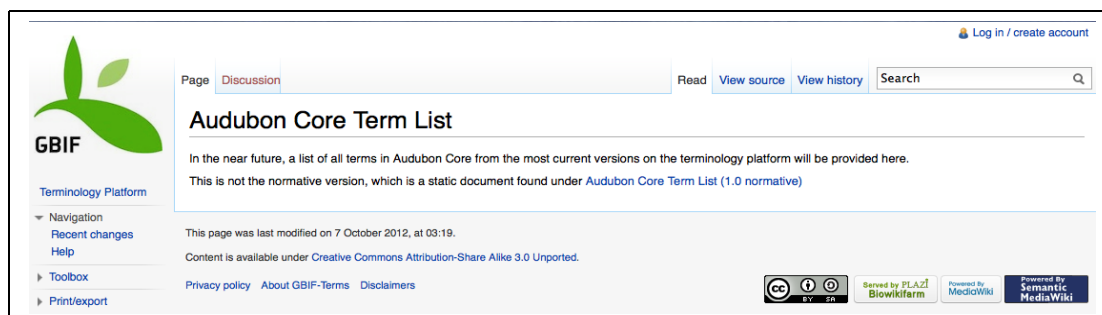 Log in / create account
Page Discussion Read View source View history Search
GBIF
Audubon Core Term List
In the near future, a list of all terms in Audubon Core from the most current versions on the terminology platform will be provided here.
This is not the normative version, which is a static document found under Audubon Core Term List (1.0 normative)
Terminology Platform
Navigation
Recent changes
Help
Toolbox
Print/export
This page was last modified on 7 October 2012, at 03:19.
Content is available under Creative Commons Attribution-Share Alike 3.0 Unported.
Privacy policy About GBIF-Terms Disclaimers
cc BY SA
Served by PLAZI
Biowikifarm
Powered By
MediaWiki
Powered By
Semantic
MediaWiki